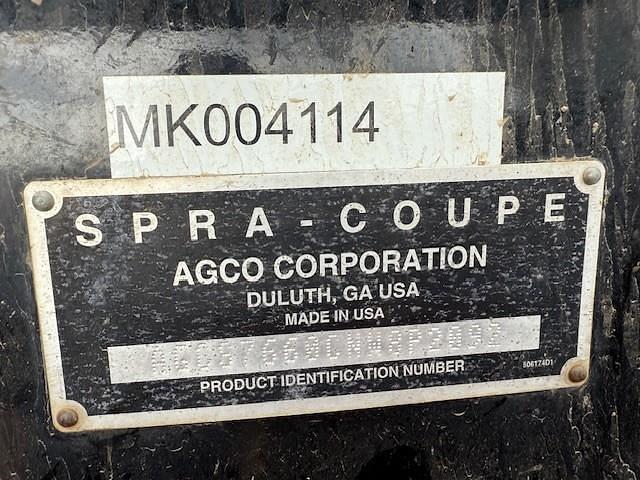 MK004114
SPRA-COUPE
AGCO CORPORATION
DULUTH, GA USA
MADE IN USA
PRODUCT IDENTIFICATION NUMBER